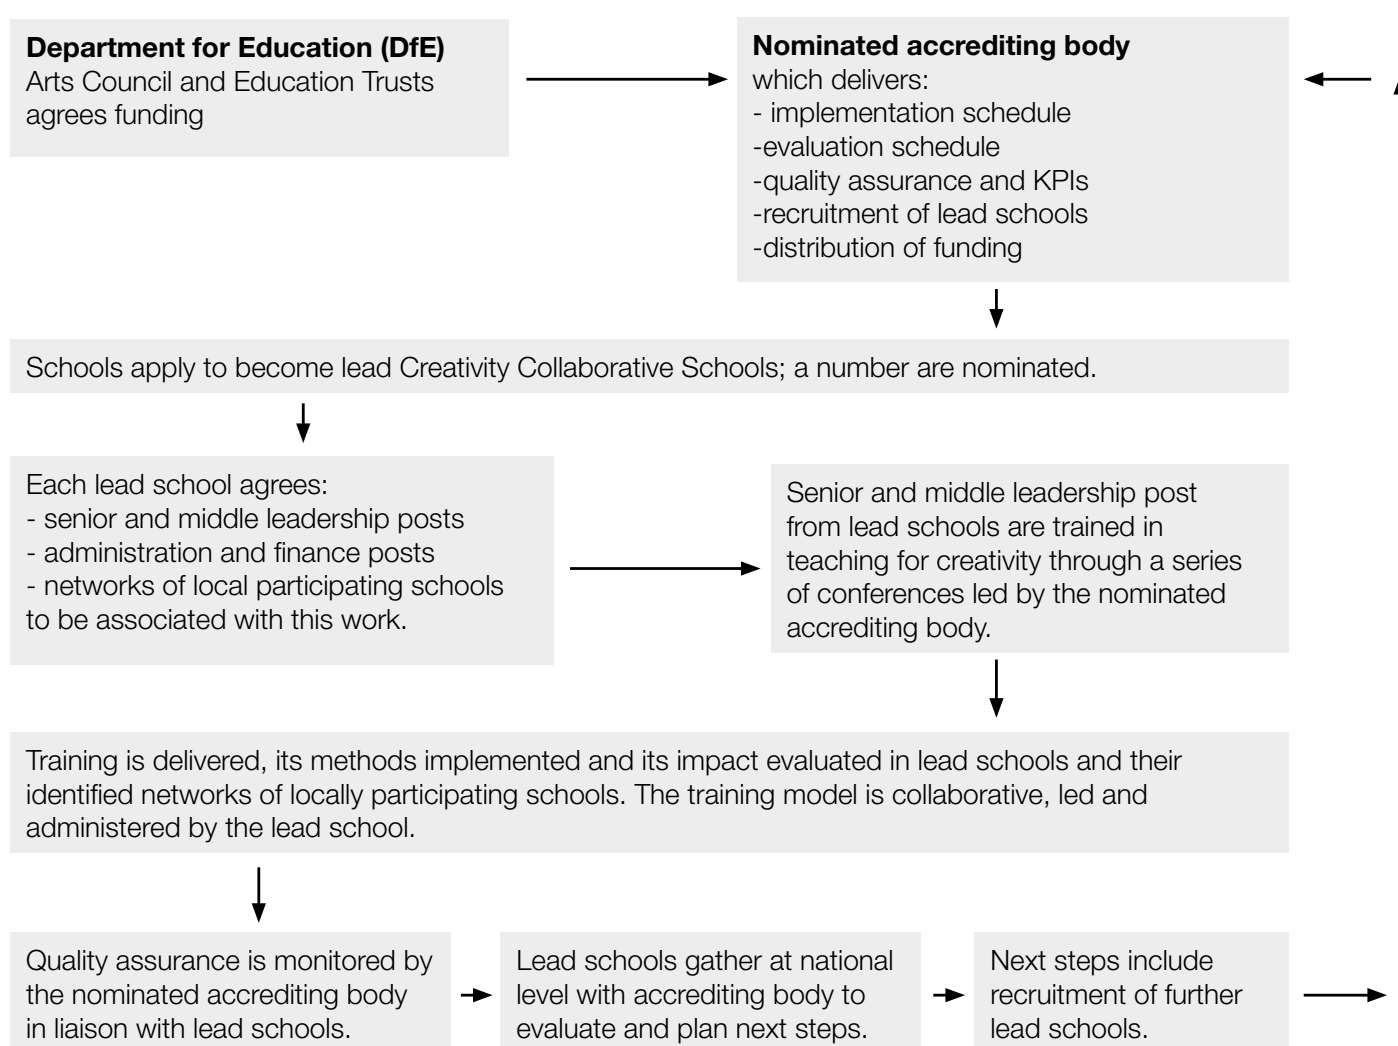 Department for Education (DfE)
Arts Council and Education Trusts
agrees funding
Nominated accrediting body
which delivers:
- implementation schedule
-evaluation schedule
-quality assurance and KPIs
-recruitment of lead schools
-distribution of funding
Schools apply to become lead Creativity Collaborative Schools; a number are nominated.
Each lead school agrees:
- senior and middle leadership posts
- administration and finance posts
- networks of local participating schools
to be associated with this work.
Senior and middle leadership post
from lead schools are trained in
teaching for creativity through a series
of conferences led by the nominated
accrediting body.
Training is delivered, its methods implemented and its impact evaluated in lead schools and their
identified networks of locally participating schools. The training model is collaborative, led and
administered by the lead school.
Quality assurance is monitored by
the nominated accrediting body
in liaison with lead schools.
Lead schools gather at national
level with accrediting body to
evaluate and plan next steps.
Next steps include
recruitment of further
lead schools.